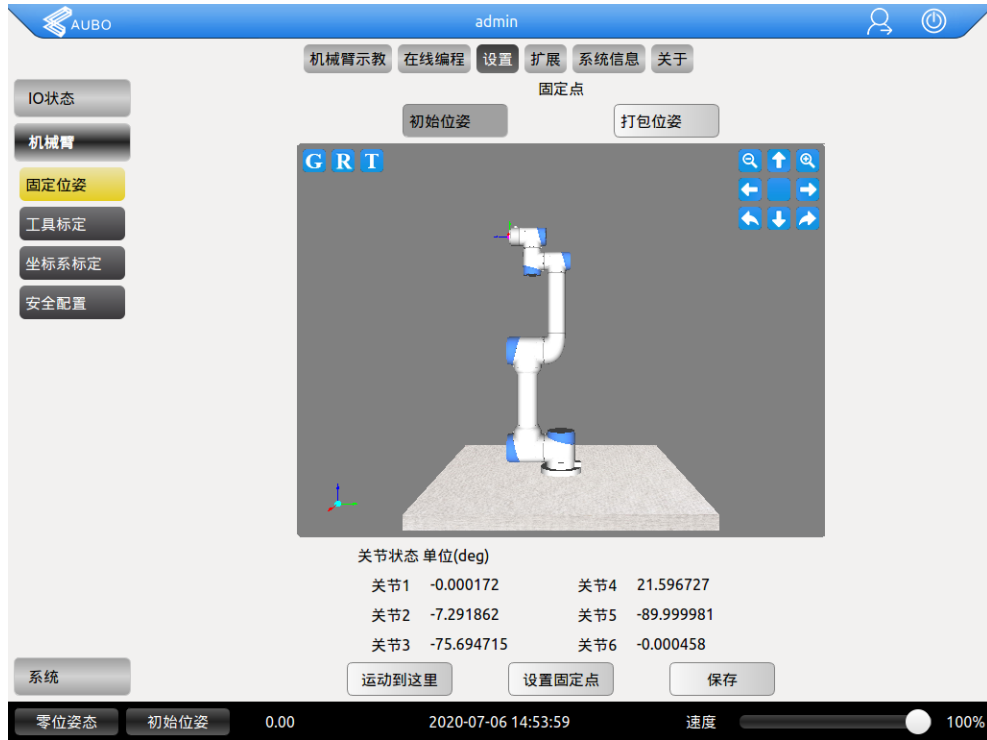 AUBO admin
机械臂示教 在线编程 设置 扩展 系统信息 关于
固定点
初始位姿 打包位姿
IO状态
机械臂
固定位姿
工具标定
坐标系标定
安全配置
G R T
关节状态 单位(deg)
关节1 -0.000172 关节4 21.596727
关节2 -7.291862 关节5 -89.999981
关节3 -75.694715 关节6 -0.000458
系统 运动到这里 设置固定点 保存
零位姿态 初始位姿 0.00 2020-07-06 14:53:59 速度 100%